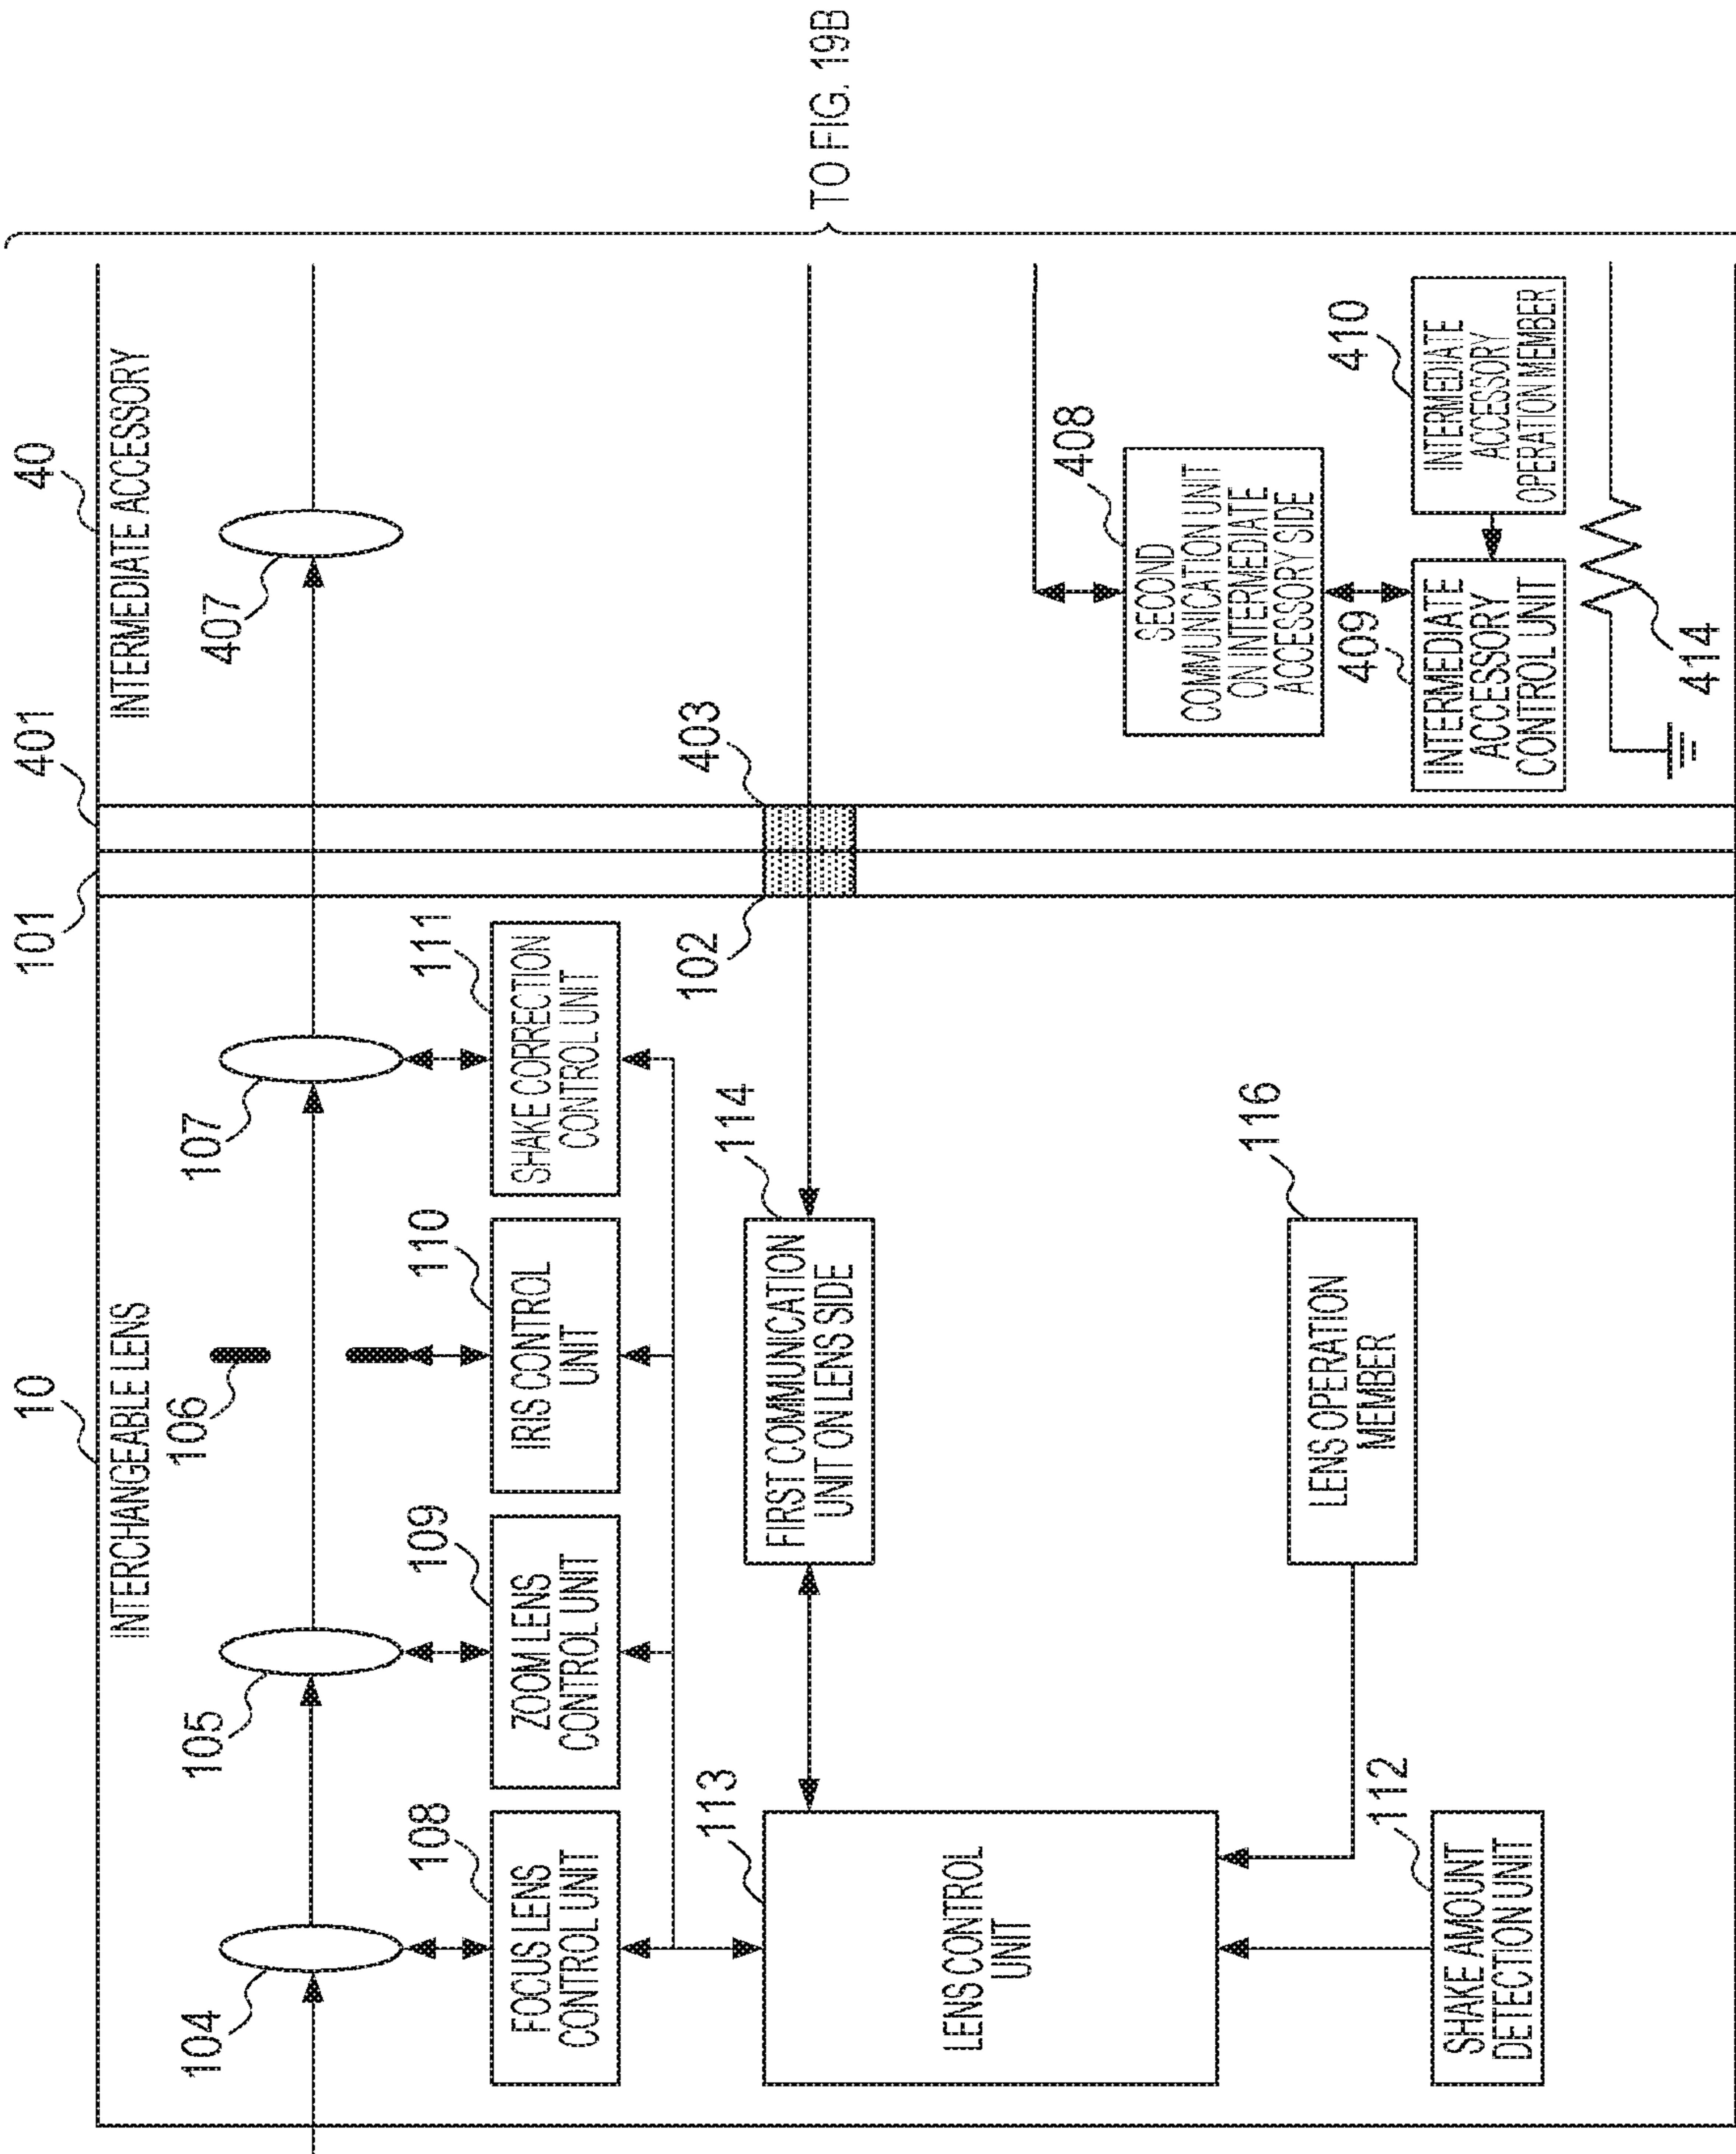 10
INTERCHANGEABLE LENS
101
401
40
INTERMEDIATE ACCESSORY
104
105
106
107
407
108
FOCUS LENS
CONTROL UNIT
109
ZOOM LENS
CONTROL UNIT
110
IRIS CONTROL
UNIT
111
SHAKE CORRECTION
CONTROL UNIT
113
LENS CONTROL
UNIT
114
FIRST COMMUNICATION
UNIT ON LENS SIDE
102
403
TO FIG. 19B
116
LENS OPERATION
MEMBER
112
SHAKE AMOUNT
DETECTION UNIT
408
SECOND
COMMUNICATION UNIT
ON INTERMEDIATE
ACCESSORY SIDE
409
INTERMEDIATE
ACCESSORY
CONTROL UNIT
410
INTERMEDIATE
ACCESSORY
OPERATION MEMBER
414